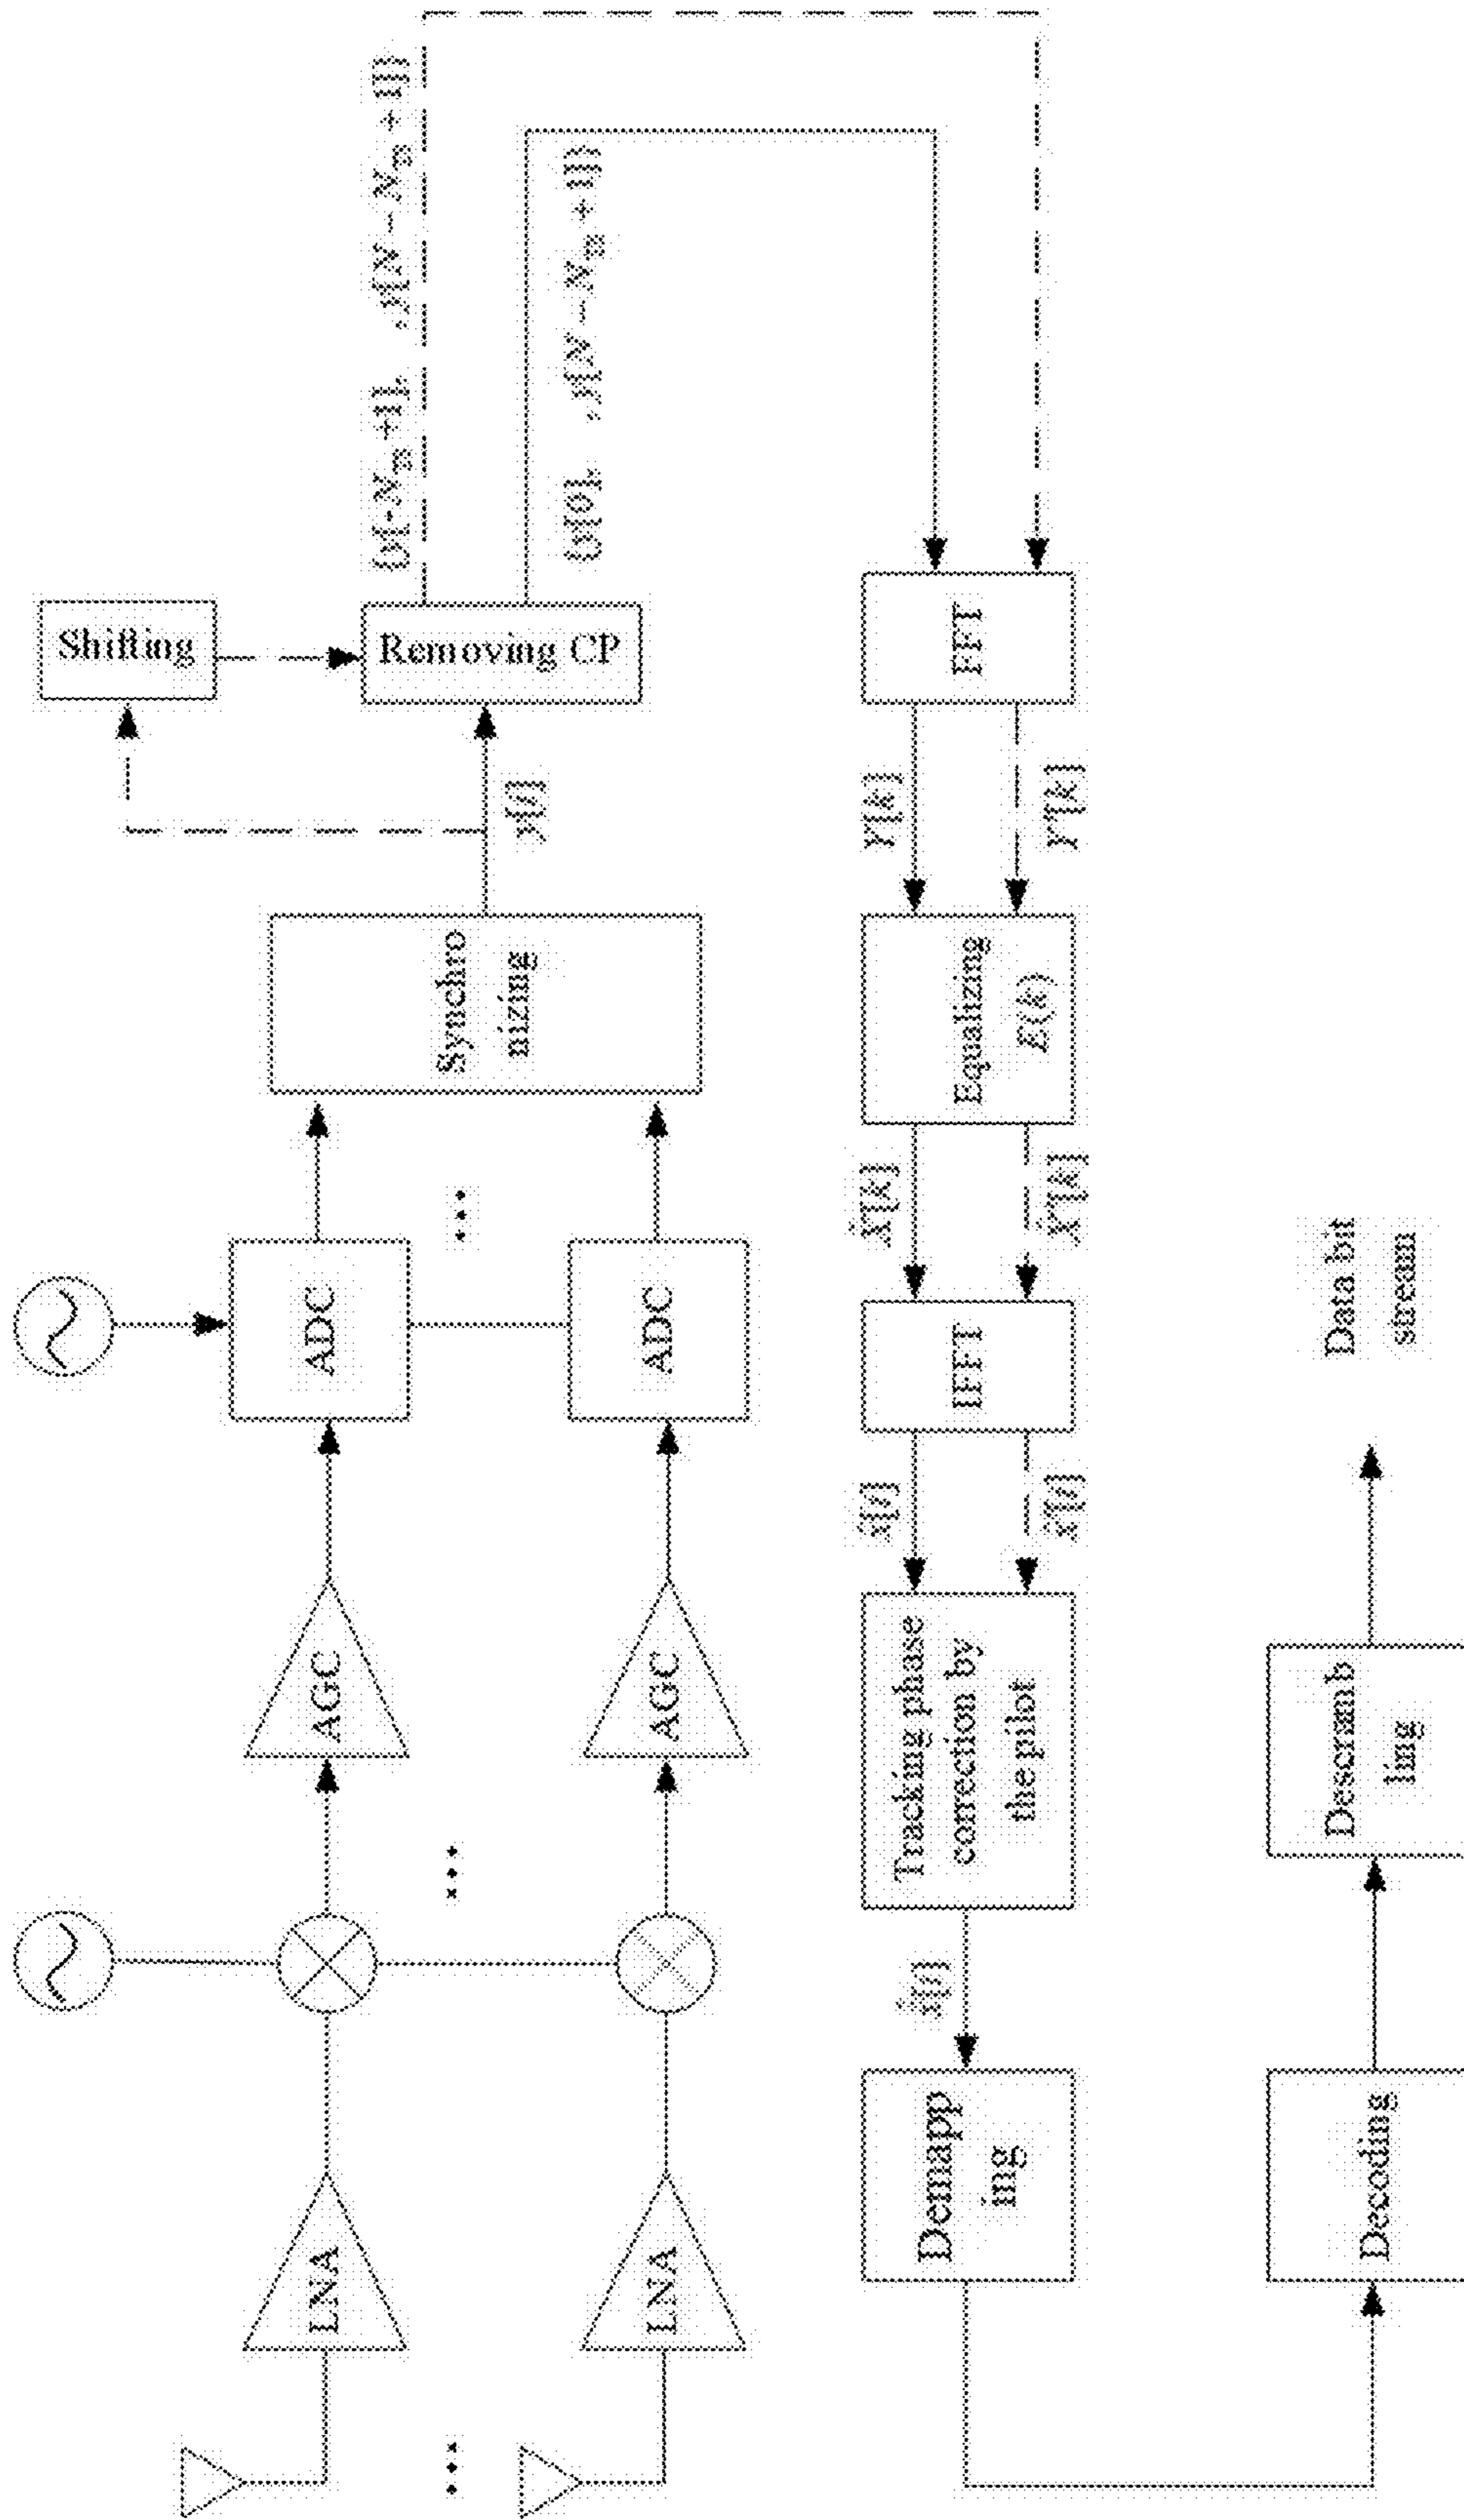 LNA
AGC
ADC
Synchro
nizing
y[i]
Shifting
Removing CP
LNA
AGC
ADC
FFT
Y[k]
Y'[k]
Equalizing
E(k)
IFFT
Tracking phase
correction by
the pilot
Demapp
ing
Decoding
Descramb
ling
Data bit
stream